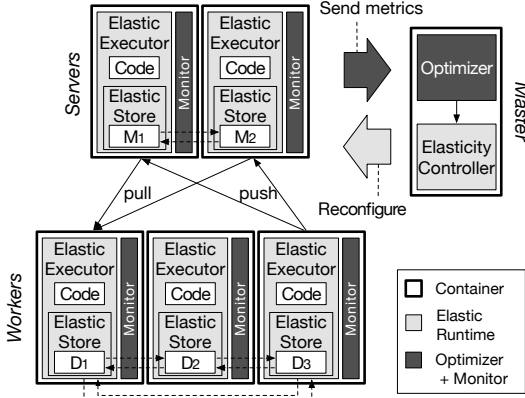 Send metrics
Servers
Elastic
Executor
Code
Elastic
Store
M1
Monitor
Elastic
Executor
Code
Elastic
Store
M2
Monitor
Optimizer
Elasticity
Controller
Master
Reconfigure
pull
push
Workers
Elastic
Executor
Code
Elastic
Store
D1
Monitor
Elastic
Executor
Code
Elastic
Store
D2
Monitor
Elastic
Executor
Code
Elastic
Store
D3
Monitor
Container
Elastic
Runtime
Optimizer
+ Monitor